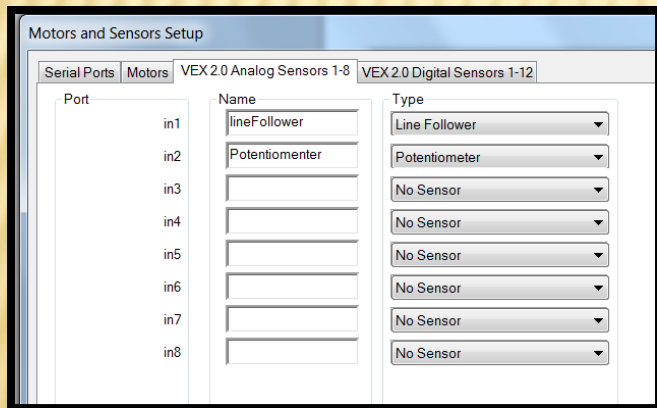 Motors and Sensors Setup
Serial Ports Motors VEX 2.0 Analog Sensors 1-8 VEX 2.0 Digital Sensors 1-12
Port Name Type
in1 lineFollower Line Follower
in2 Potentiomenter Potentiometer
in3 No Sensor
in4 No Sensor
in5 No Sensor
in6 No Sensor
in7 No Sensor
in8 No Sensor